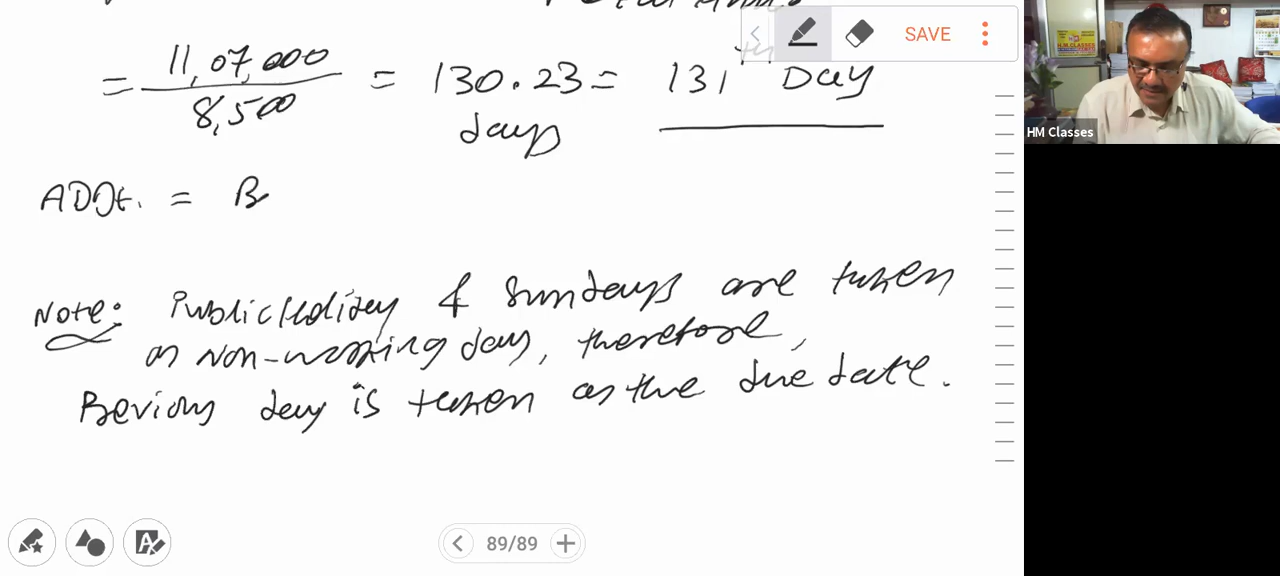 SAVE
= 11,07,000 / 8,500 = 130.23 = 131 Day
days
HM Classes
ADDt. = B
Note: Public Holiday & Sundays are taken
as Non-working day, therefore,
Previous day is taken as the due date.
89/89